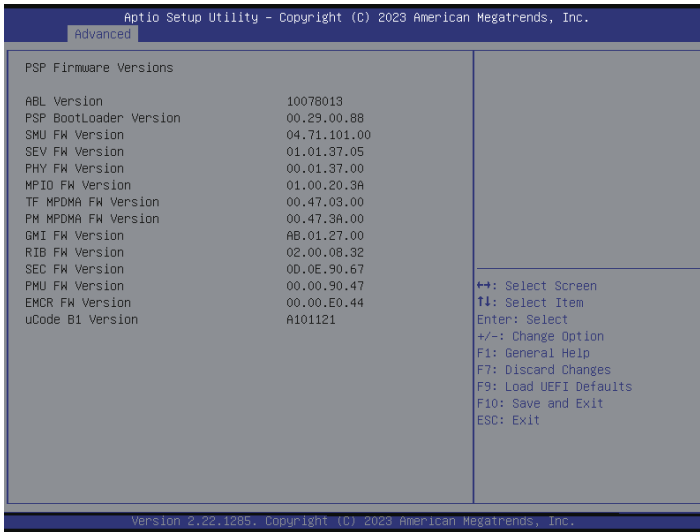 Aptio Setup Utility – Copyright (C) 2023 American Megatrends, Inc.
Advanced
PSP Firmware Versions
ABL Version 10078013
PSP BootLoader Version 00.29.00.88
SMU FW Version 04.71.101.00
SEV FW Version 01.01.37.05
PHY FW Version 00.01.37.00
MPIO FW Version 01.00.20.3A
TF MPDMA FW Version 00.47.03.00
PM MPDMA FW Version 00.47.3A.00
GMI FW Version AB.01.27.00
RIB FW Version 02.00.08.32
SEC FW Version 0D.0E.90.67
PMU FW Version 00.00.90.47
EMCR FW Version 00.00.E0.44
uCode B1 Version A101121
↔: Select Screen
↑↓: Select Item
Enter: Select
+/-: Change Option
F1: General Help
F7: Discard Changes
F9: Load UEFI Defaults
F10: Save and Exit
ESC: Exit
Version 2.22.1285. Copyright (C) 2023 American Megatrends, Inc.